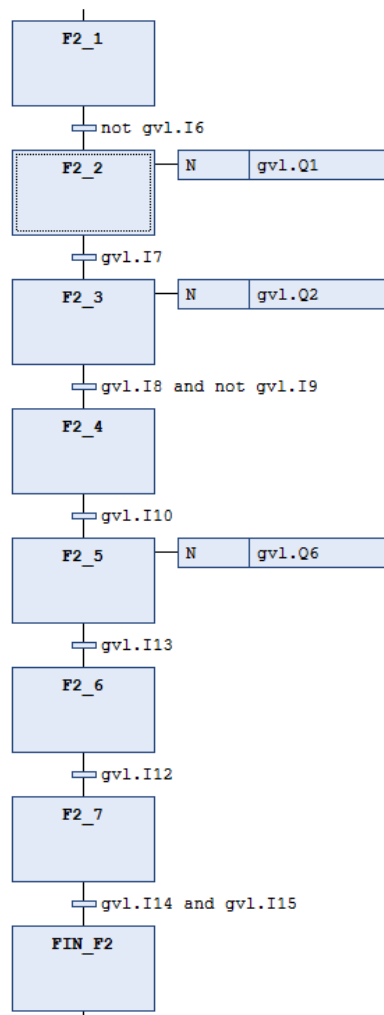 F2_1
not gvl.I6
F2_2 N gvl.Q1
gvl.I7
F2_3 N gvl.Q2
gvl.I8 and not gvl.I9
F2_4
gvl.I10
F2_5 N gvl.Q6
gvl.I13
F2_6
gvl.I12
F2_7
gvl.I14 and gvl.I15
FIN_F2